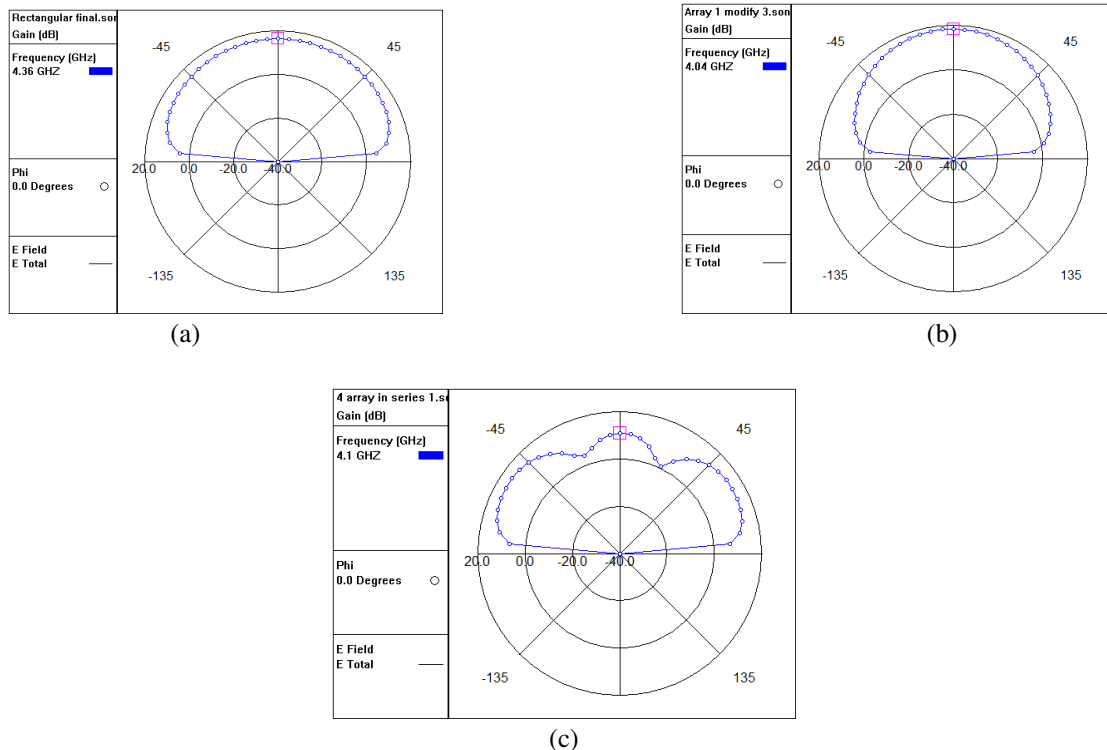 Rectangular final.son
Gain (dB)
Frequency (GHz)
4.36 GHZ
Phi
0.0 Degrees
E Field
E Total
-45
45
20.0
0.0
-20.0
-40.0
-135
135
(a)
Array 1 modify 3.son
Gain (dB)
Frequency (GHz)
4.04 GHZ
Phi
0.0 Degrees
E Field
E Total
-45
45
20.0
0.0
-20.0
-40.0
-135
135
(b)
4 array in series 1.so
Gain (dB)
Frequency (GHz)
4.1 GHZ
Phi
0.0 Degrees
E Field
E Total
-45
45
20.0
0.0
-20.0
-40.0
-135
135
(c)